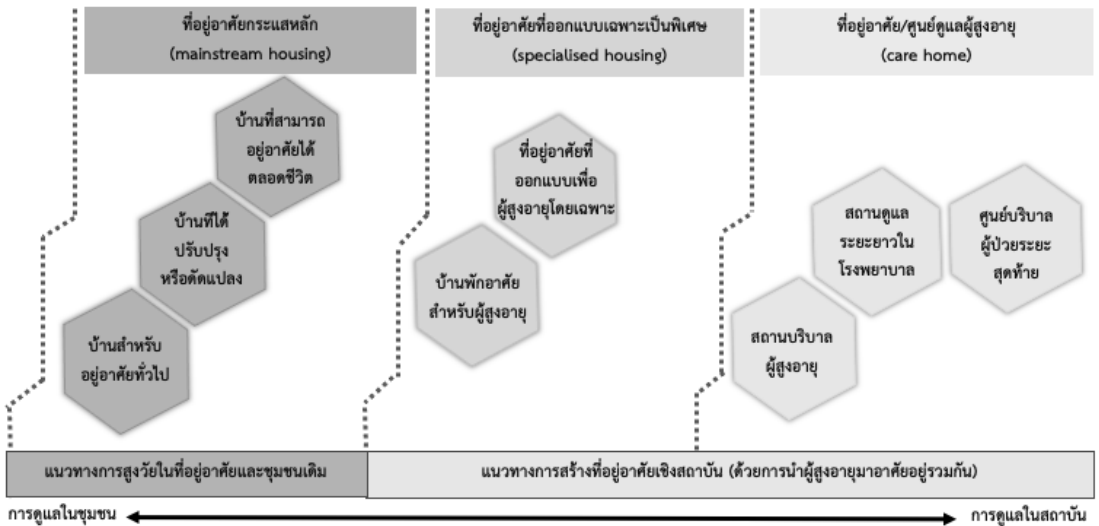 ที่อยู่อาศัยกระแสหลัก
(mainstream housing)
ที่อยู่อาศัยที่ออกแบบเฉพาะเป็นพิเศษ
(specialised housing)
ที่อยู่อาศัย/ศูนย์ดูแลผู้สูงอายุ
(care home)
บ้านที่สามารถ
อยู่อาศัยได้
ตลอดชีวิต
บ้านที่ได้
ปรับปรุง
หรือดัดแปลง
บ้านสำหรับ
อยู่อาศัยทั่วไป
ที่อยู่อาศัยที่
ออกแบบเพื่อ
ผู้สูงอายุโดยเฉพาะ
บ้านพักอาศัย
สำหรับผู้สูงอายุ
สถานดูแล
ระยะยาวใน
โรงพยาบาล
ศูนย์บริบาล
ผู้ป่วยระยะ
สุดท้าย
สถานบริบาล
ผู้สูงอายุ
แนวทางการสูงวัยในที่อยู่อาศัยและชุมชนเดิม
แนวทางการสร้างที่อยู่อาศัยเชิงสถาบัน (ด้วยการนำผู้สูงอายุมาอาศัยอยู่รวมกัน)
การดูแลในชุมชน
การดูแลในสถาบัน